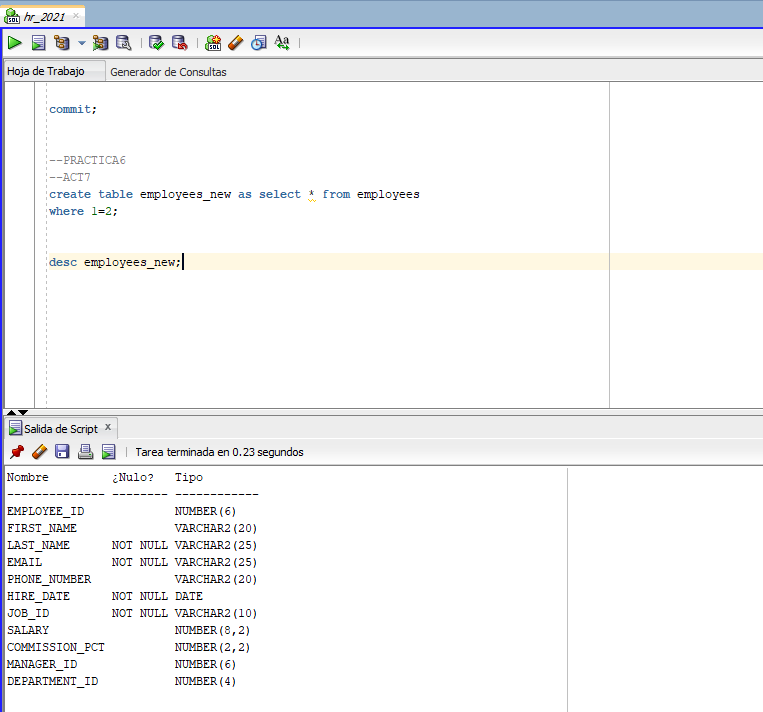 hr_2021
Hoja de Trabajo Generador de Consultas
commit;
--PRACTICA6
--ACT7
create table employees_new as select * from employees
where 1=2;
desc employees_new;
Salida de Script
Tarea terminada en 0.23 segundos
Nombre ¿Nulo? Tipo
-------------- -------- ------------
EMPLOYEE_ID NUMBER(6)
FIRST_NAME VARCHAR2(20)
LAST_NAME NOT NULL VARCHAR2(25)
EMAIL NOT NULL VARCHAR2(25)
PHONE_NUMBER VARCHAR2(20)
HIRE_DATE NOT NULL DATE
JOB_ID NOT NULL VARCHAR2(10)
SALARY NUMBER(8,2)
COMMISSION_PCT NUMBER(2,2)
MANAGER_ID NUMBER(6)
DEPARTMENT_ID NUMBER(4)